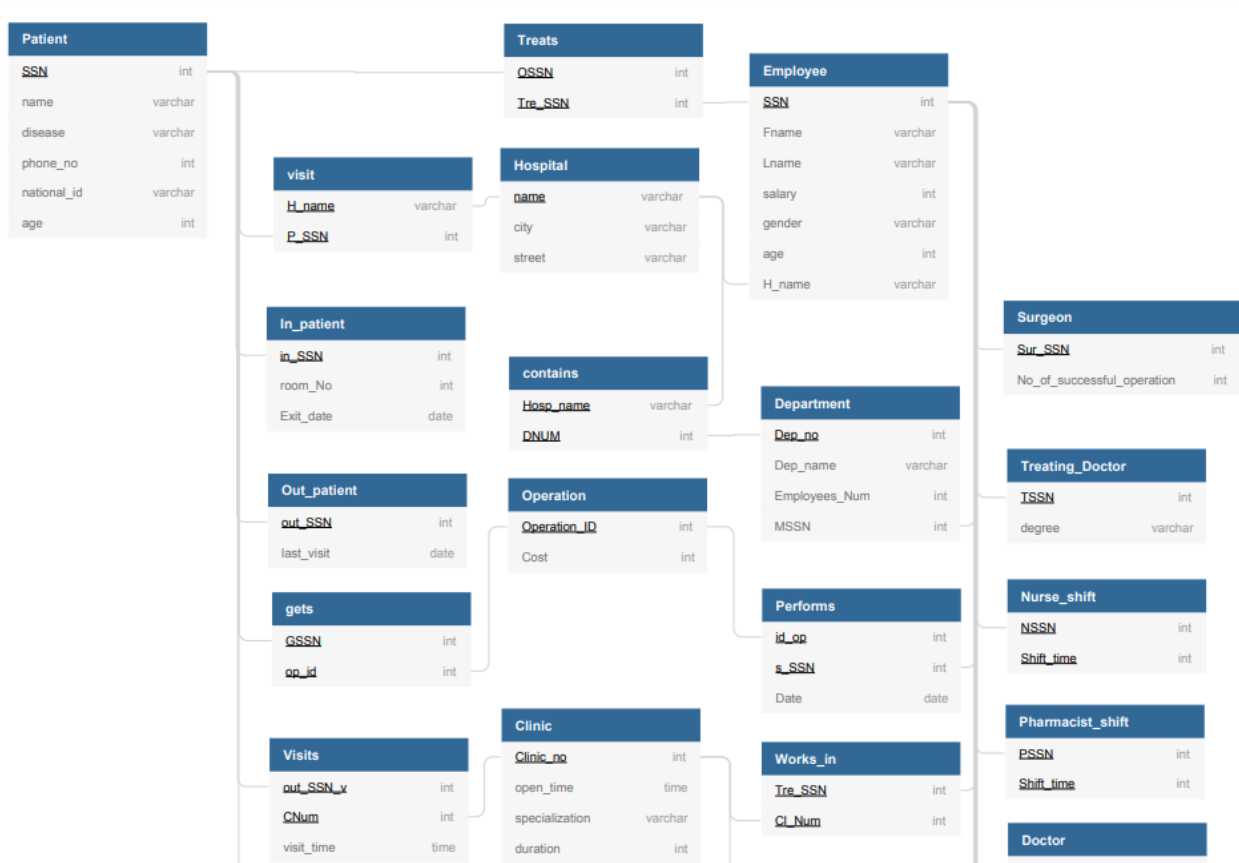 Patient
SSN int
name varchar
disease varchar
phone_no int
national_id varchar
age int
Treats
OSSN int
Tre_SSN int
Employee
SSN int
Fname varchar
Lname varchar
salary int
gender varchar
age int
H_name varchar
visit
H_name varchar
P_SSN int
Hospital
name varchar
city varchar
street varchar
In_patient
in_SSN int
room_No int
Exit_date date
contains
Hosp_name varchar
DNUM int
Surgeon
Sur_SSN int
No_of_successful_operation int
Department
Dep_no int
Dep_name varchar
Employees_Num int
MSSN int
Treating_Doctor
TSSN int
degree varchar
Out_patient
out_SSN int
last_visit date
Operation
Operation_ID int
Cost int
gets
GSSN int
op_id int
Performs
id_op int
s_SSN int
Date date
Nurse_shift
NSSN int
Shift_time int
Pharmacist_shift
PSSN int
Shift_time int
Visits
out_SSN_v int
CNum int
visit_time time
Clinic
Clinic_no int
open_time time
specialization varchar
duration int
Works_in
Tre_SSN int
Cl_Num int
Doctor